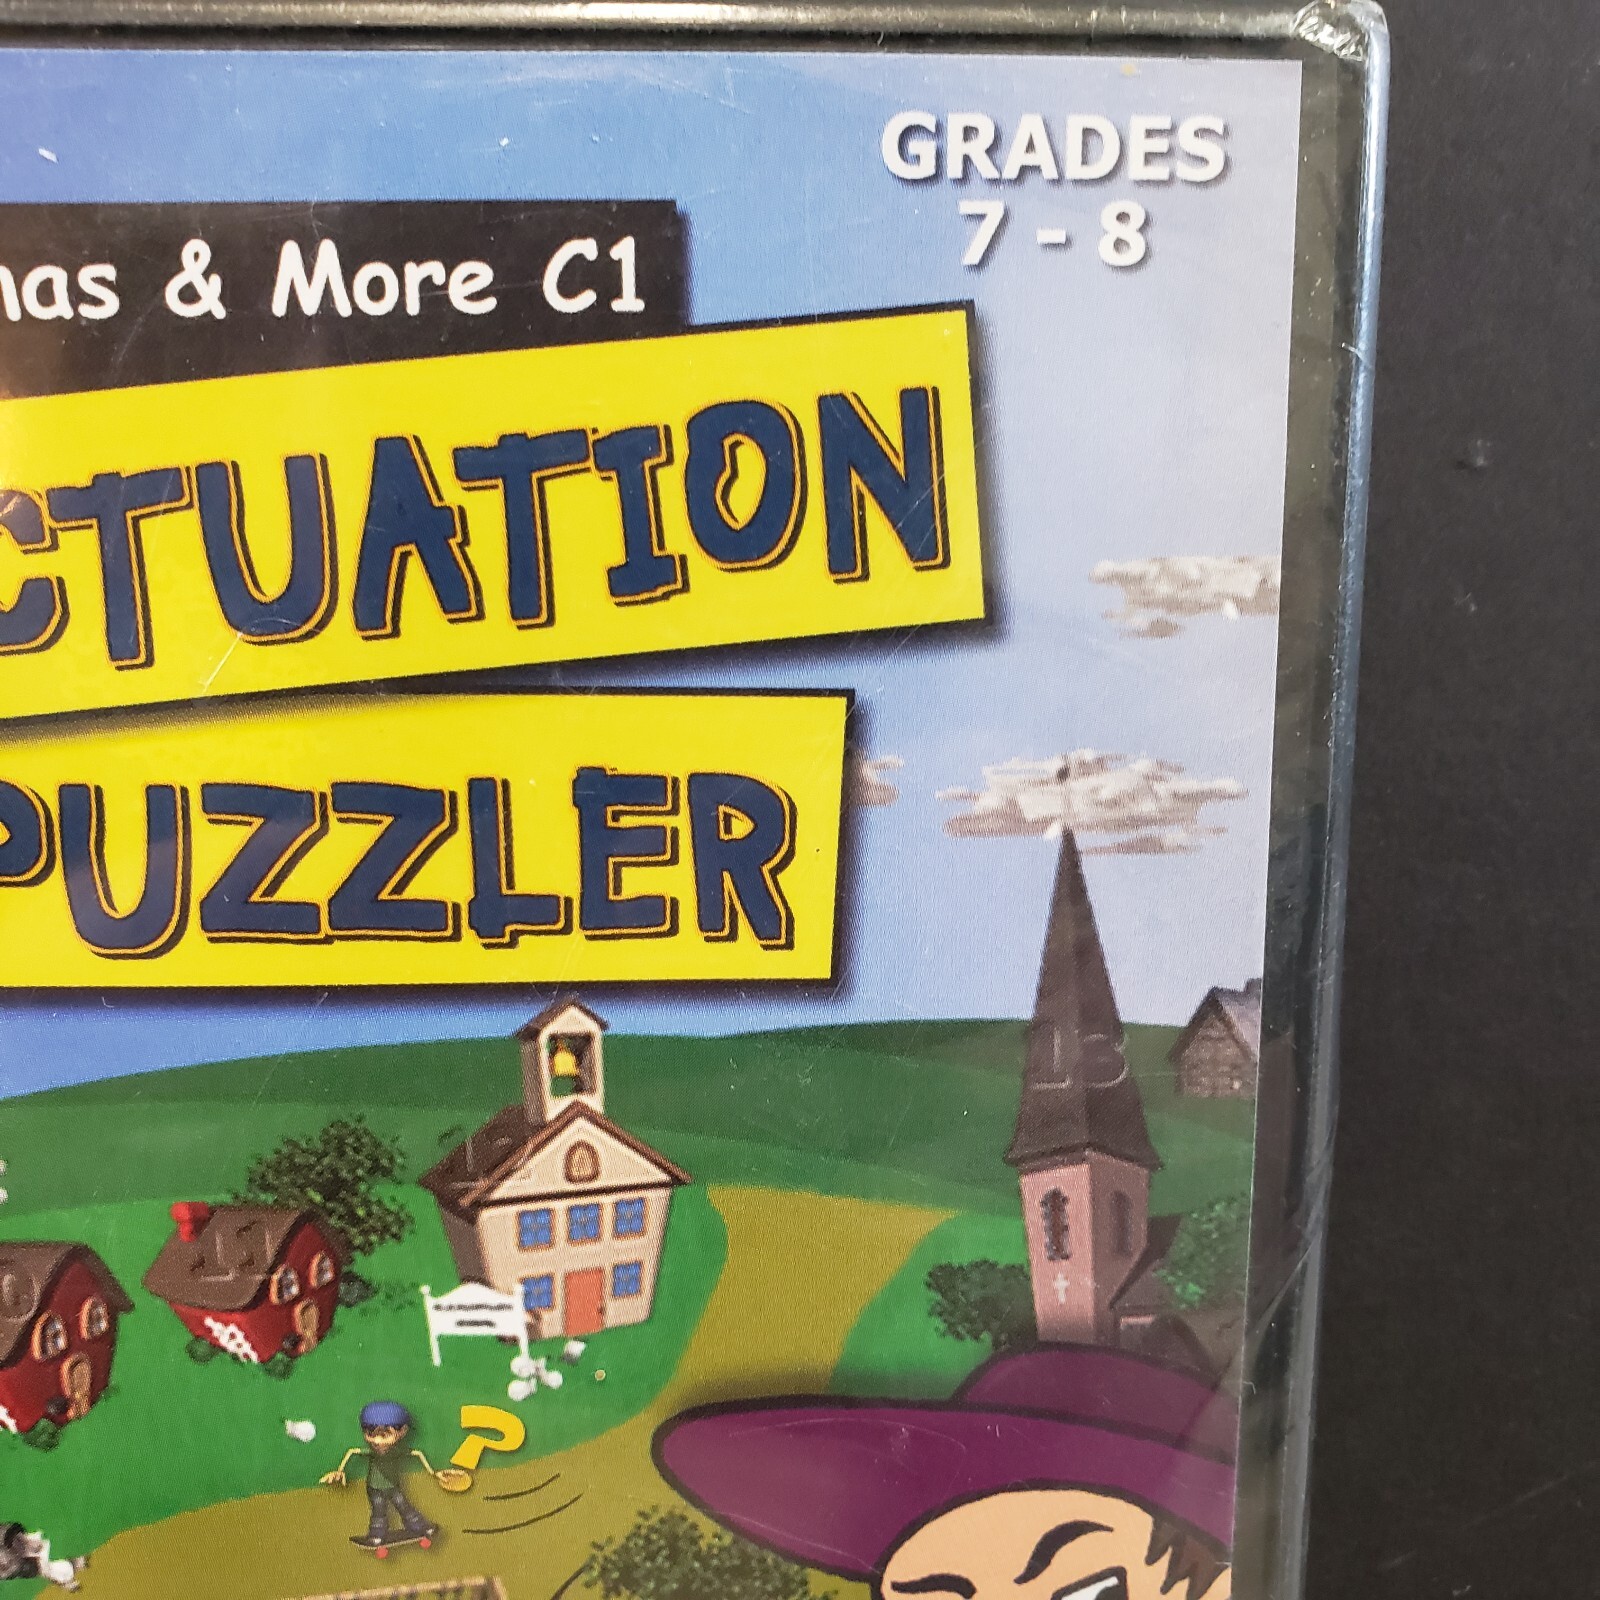 GRADES
7 - 8
mas & More C1
CTUATION
PUZZLER